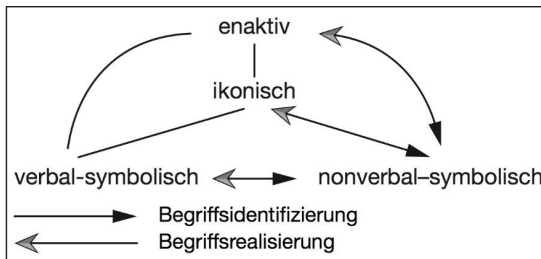 enaktiv
ikonisch
verbal-symbolisch
nonverbal–symbolisch
Begriffsidentifizierung
Begriffsrealisierung